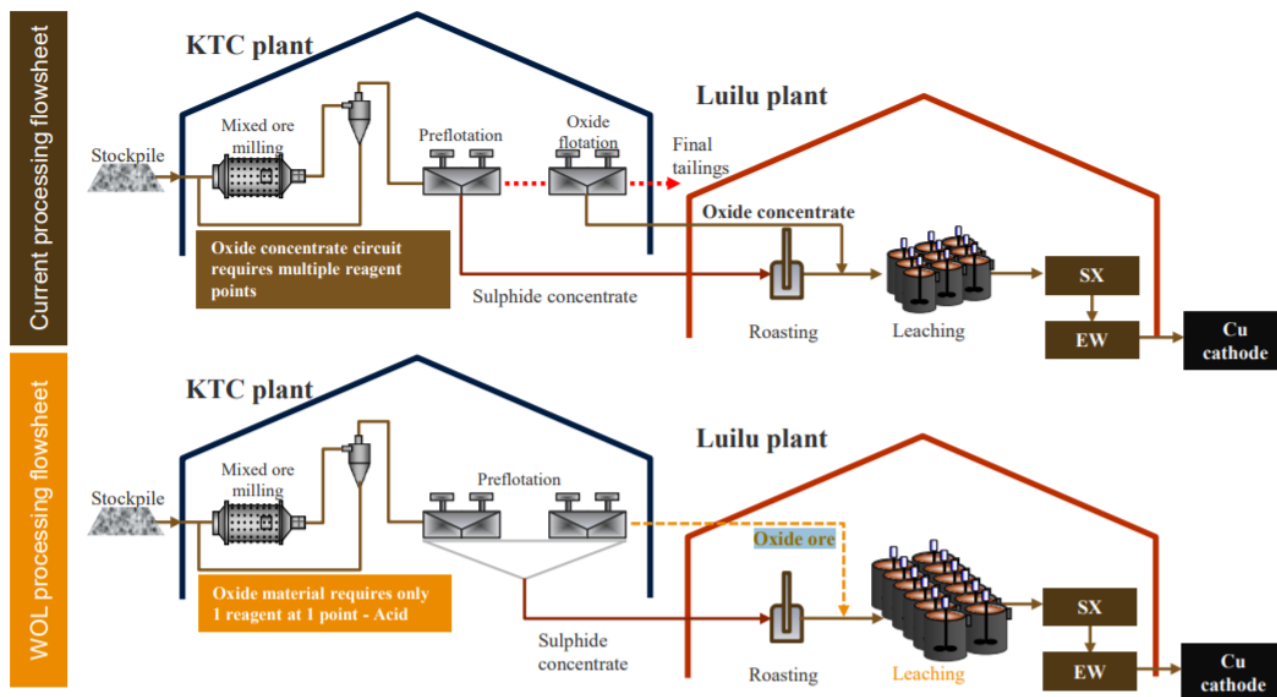 Current processing flowsheet
KTC plant
Mixed ore
milling
Stockpile
Preflotation
Oxide
flotation
Final
tailings
Luilu plant
Oxide concentrate circuit
requires multiple reagent
points
Oxide concentrate
Sulphide concentrate
Roasting
Leaching
SX
EW
Cu
cathode
WOL processing flowsheet
KTC plant
Mixed ore
milling
Stockpile
Preflotation
Luilu plant
Oxide ore
Oxide material requires only
1 reagent at 1 point - Acid
Sulphide
concentrate
Roasting
Leaching
SX
EW
Cu
cathode